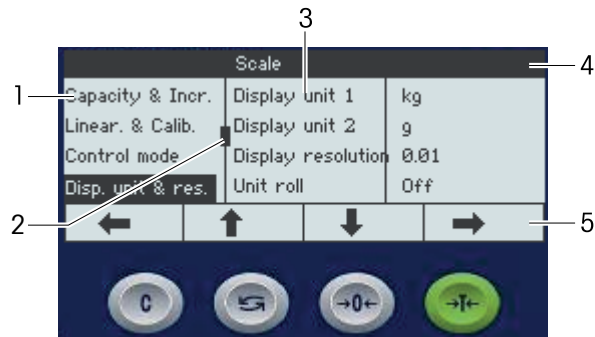 3
Scale
4
1
Capacity & Incr. Display unit 1 kg
Linear. & Calib. Display unit 2 g
Control mode Display resolution 0.01
Disp. unit & res. Unit roll Off
2
5
C →0← →T←